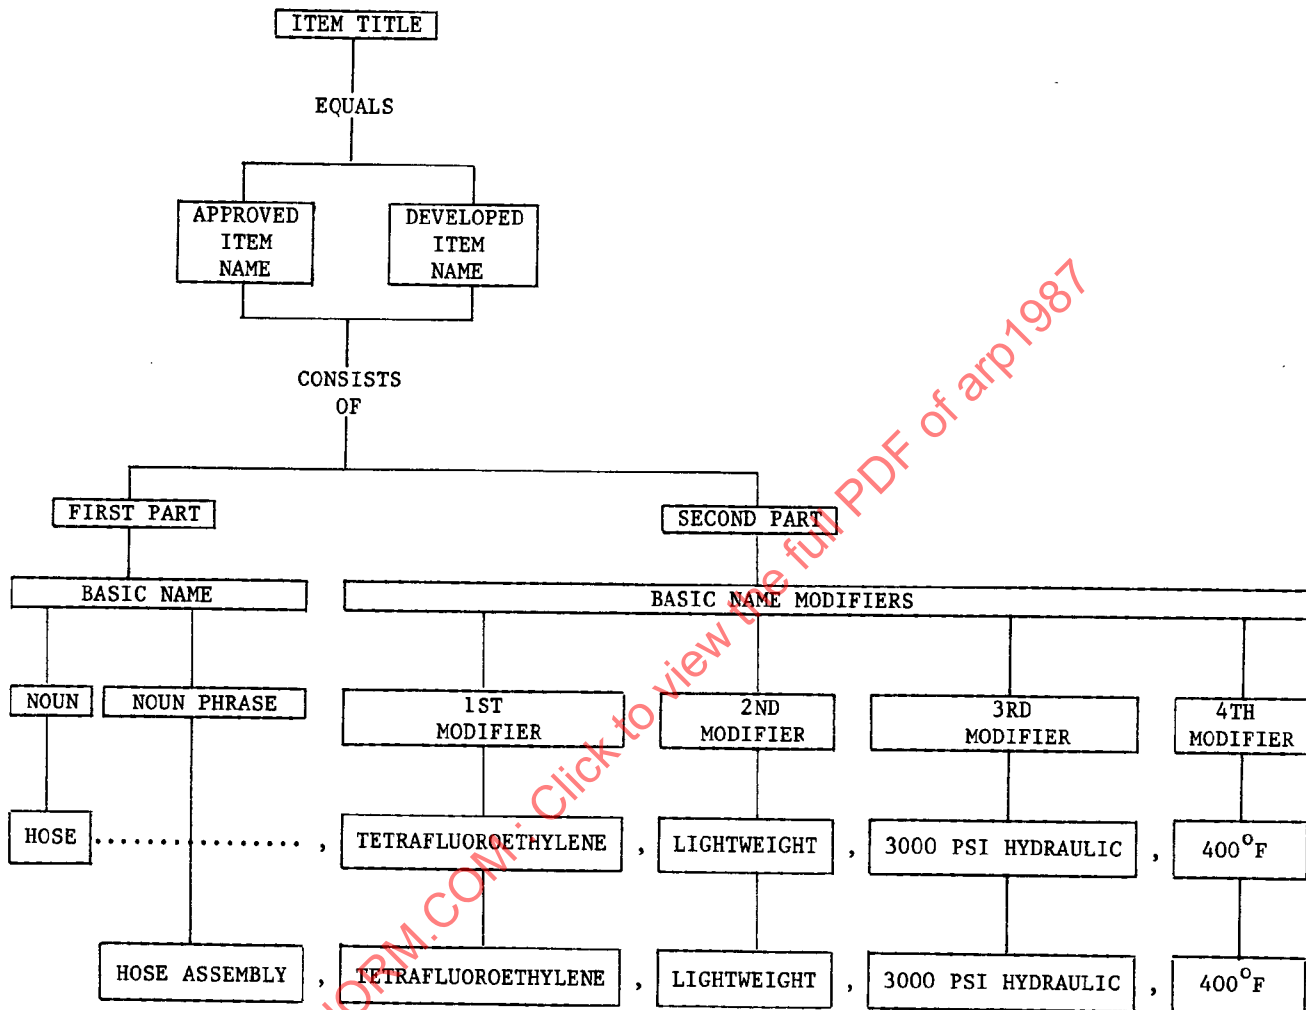 ITEM TITLE
EQUALS
APPROVED
ITEM
NAME
DEVELOPED
ITEM
NAME
CONSISTS
OF
FIRST PART
SECOND PART
BASIC NAME
BASIC NAME MODIFIERS
NOUN
NOUN PHRASE
1ST
MODIFIER
2ND
MODIFIER
3RD
MODIFIER
4TH
MODIFIER
HOSE ................ , TETRAFLUOROETHYLENE , LIGHTWEIGHT , 3000 PSI HYDRAULIC , 400°F
HOSE ASSEMBLY , TETRAFLUOROETHYLENE , LIGHTWEIGHT , 3000 PSI HYDRAULIC , 400°F
NORM.COM : Click to view the full PDF of arp1987